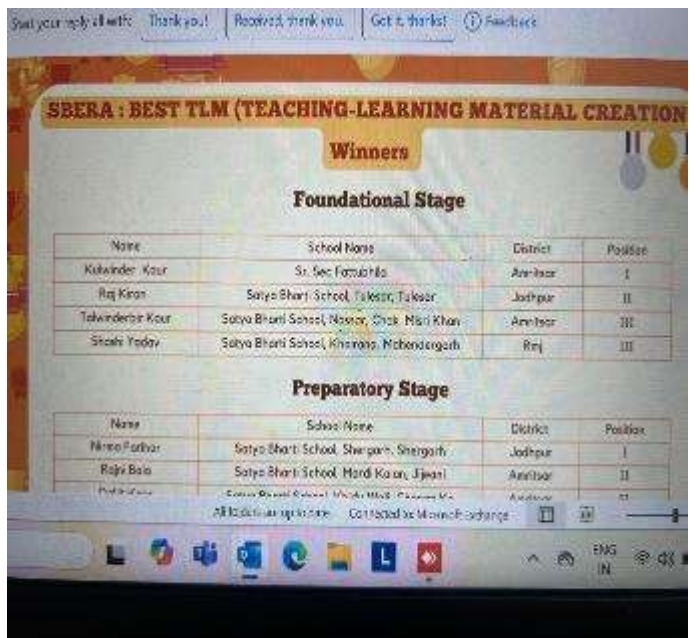 Start your reply all with: Thank you! Received, thank you. Got it, thanks! Feedback
SBERA : BEST TLM (TEACHING-LEARNING MATERIAL CREATION
Winners
Foundational Stage
Name School Name District Position
Kulwinder Kaur Sr. Sec Fattubhila Amritsar I
Raj Kiran Satya Bharti School, Tulesar, Tulesar Jodhpur II
Talwinderbir Kaur Satya Bharti School, Chak Misri Khan Amritsar III
Shashi Yadav Satya Bharti School, Khairana, Mahendergarh Rmj III
Preparatory Stage
Name School Name District Position
Nirma Parihar Satya Bharti School, Shergarh, Shergarh Jodhpur I
Rajni Bala Satya Bharti School, Mardi Kalan, Jijeani Amritsar II
All folders are up to date. Connected to: Microsoft Exchange
ENG
IN